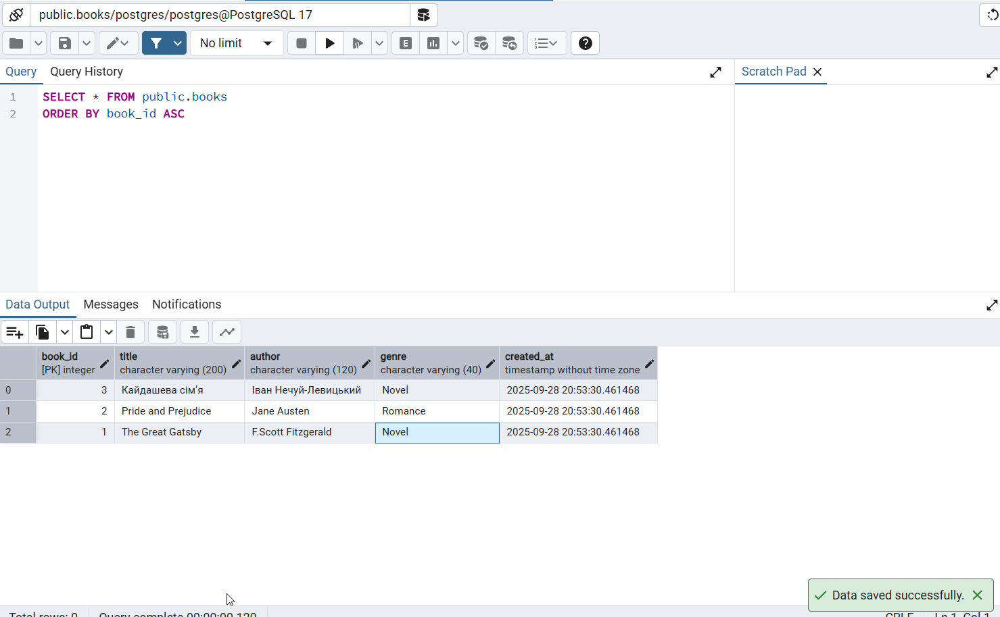 public.books/postgres/postgres@PostgreSQL 17
No limit
E
Query Query History
Scratch Pad
1 SELECT * FROM public.books
2 ORDER BY book_id ASC
Data Output Messages Notifications
book_id title author genre created_at
[PK] integer character varying (200) character varying (120) character varying (40) timestamp without time zone
0 3 Кайдашева сім’я Іван Нечуй-Левицький Novel 2025-09-28 20:53:30.461468
1 2 Pride and Prejudice Jane Austen Romance 2025-09-28 20:53:30.461468
2 1 The Great Gatsby F.Scott Fitzgerald Novel 2025-09-28 20:53:30.461468
Data saved successfully.
Total rows: 0 Query complete 00:00:00.120 CRLF Ln 1, Col 1